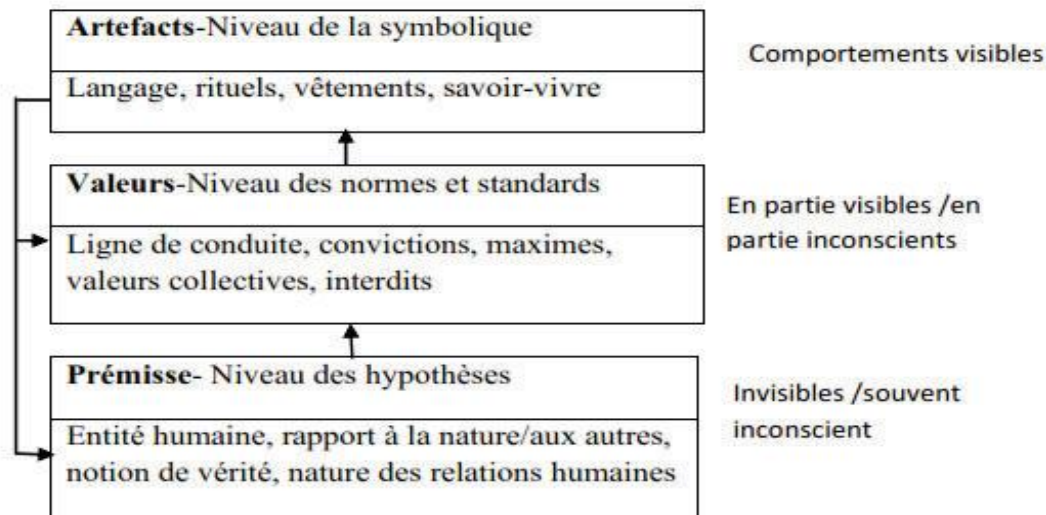 Artefacts-Niveau de la symbolique
Comportements visibles
Langage, rituels, vêtements, savoir-vivre
Valeurs-Niveau des normes et standards
En partie visibles /en
partie inconscients
Ligne de conduite, convictions, maximes,
valeurs collectives, interdits
Prémisse- Niveau des hypothèses
Invisibles /souvent
inconscient
Entité humaine, rapport à la nature/aux autres,
notion de vérité, nature des relations humaines